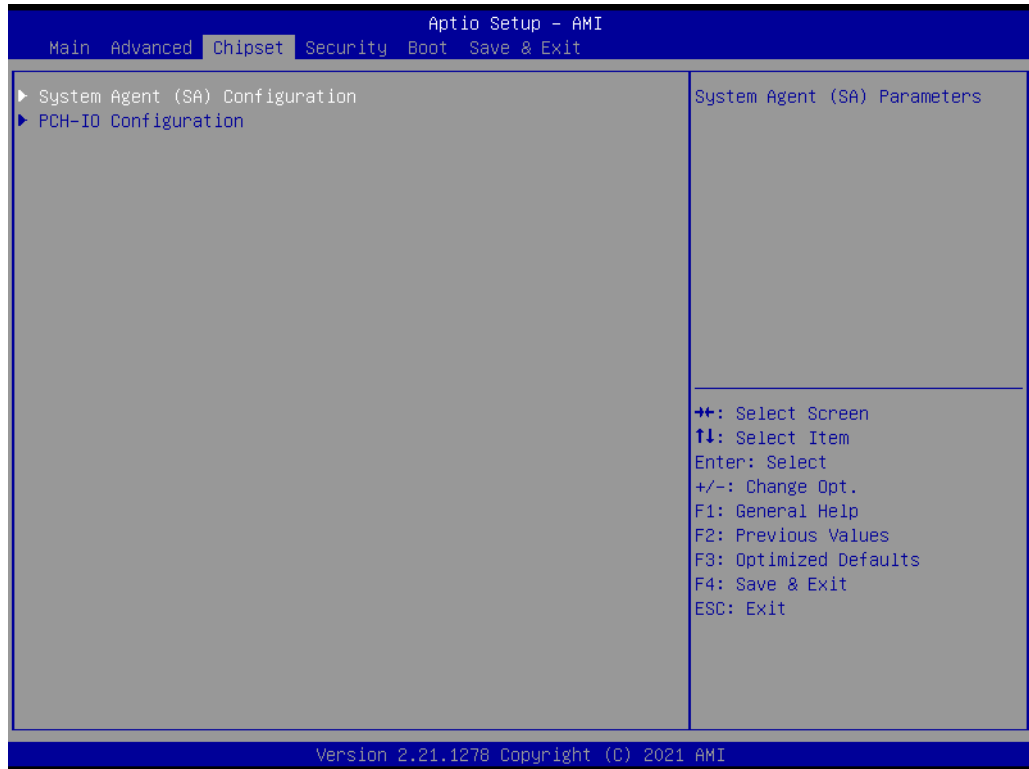 Aptio Setup – AMI
Main Advanced Chipset Security Boot Save & Exit
▶ System Agent (SA) Configuration
▶ PCH-IO Configuration
System Agent (SA) Parameters
→←: Select Screen
↑↓: Select Item
Enter: Select
+/-: Change Opt.
F1: General Help
F2: Previous Values
F3: Optimized Defaults
F4: Save & Exit
ESC: Exit
Version 2.21.1278 Copyright (C) 2021 AMI